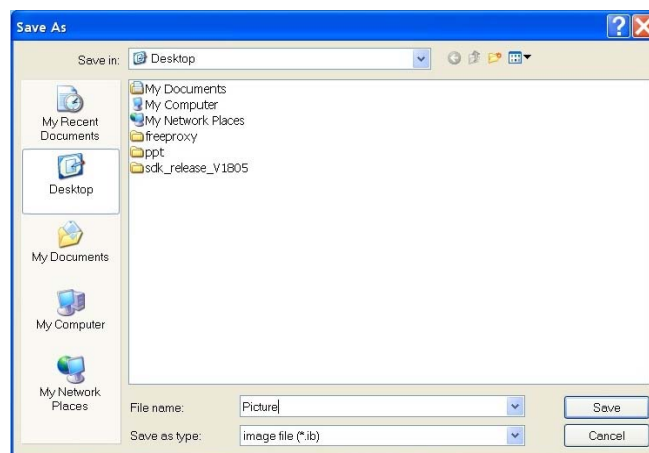 Save As
Save in: Desktop
My Recent
Documents
Desktop
My Documents
My Computer
My Network
Places
My Documents
My Computer
My Network Places
freeproxy
ppt
sdk_release_V1805
File name: Picture Save
Save as type: image file (*.ib) Cancel